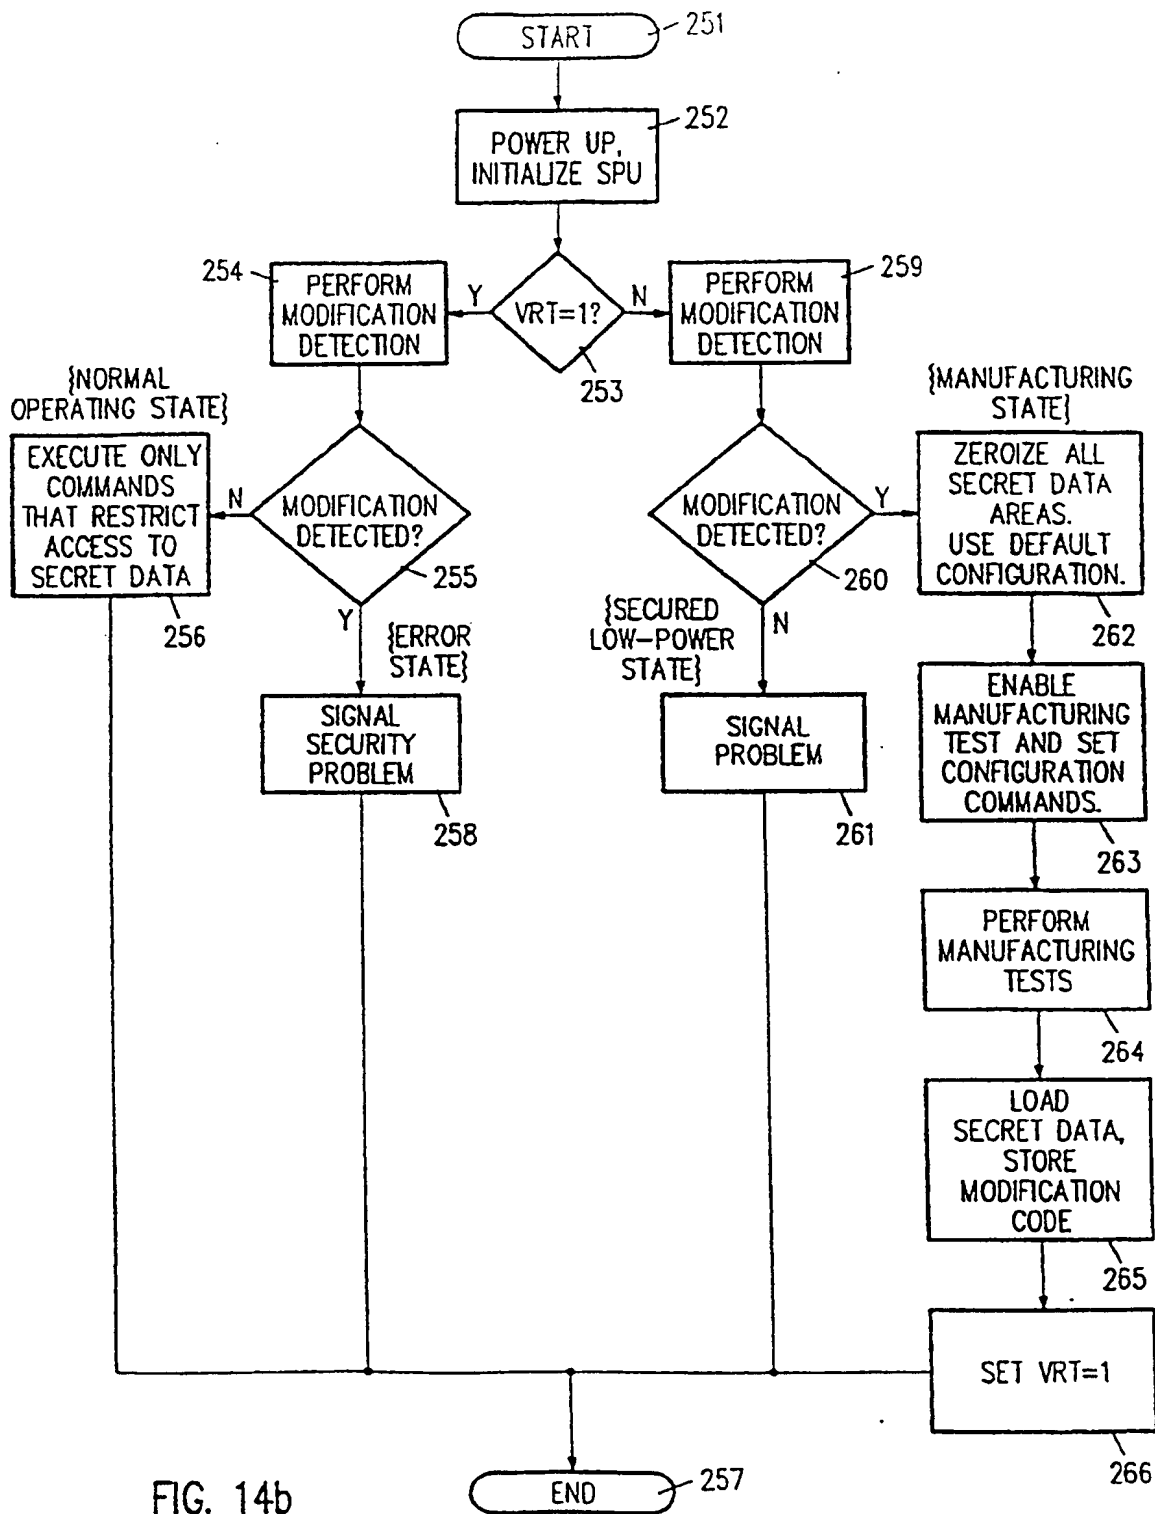 START
251
POWER UP,
INITIALIZE SPU
252
254
PERFORM
MODIFICATION
DETECTION
Y
VRT=1?
N
253
PERFORM
MODIFICATION
DETECTION
259
{NORMAL
OPERATING STATE}
EXECUTE ONLY
COMMANDS
THAT RESTRICT
ACCESS TO
SECRET DATA
256
N
MODIFICATION
DETECTED?
255
Y
{ERROR
STATE}
SIGNAL
SECURITY
PROBLEM
258
MODIFICATION
DETECTED?
260
Y
N
{SECURED
LOW-POWER
STATE}
SIGNAL
PROBLEM
261
{MANUFACTURING
STATE}
ZEROIZE ALL
SECRET DATA
AREAS.
USE DEFAULT
CONFIGURATION.
262
ENABLE
MANUFACTURING
TEST AND SET
CONFIGURATION
COMMANDS.
263
PERFORM
MANUFACTURING
TESTS
264
LOAD
SECRET DATA,
STORE
MODIFICATION
CODE
265
SET VRT=1
266
END
257
FIG. 14b